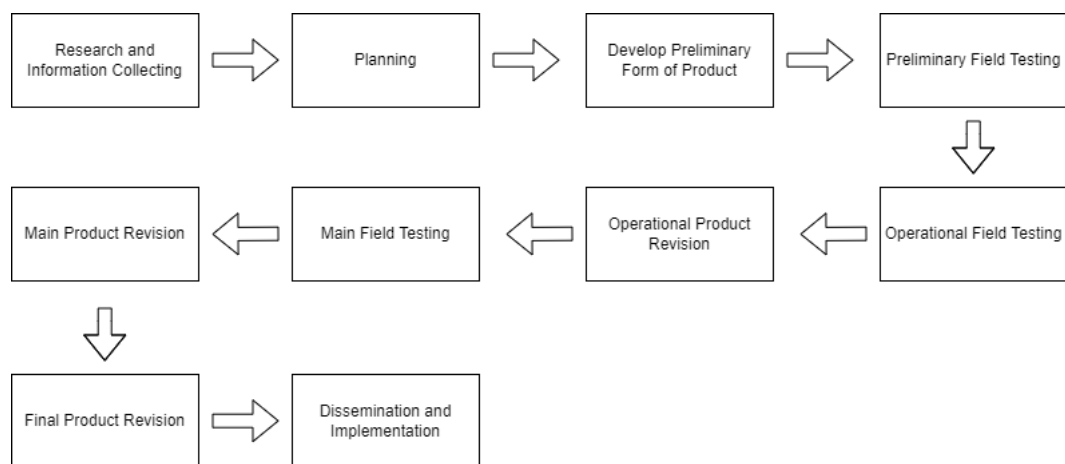 Research and
Information Collecting
Planning
Develop Preliminary
Form of Product
Preliminary Field Testing
Operational Field Testing
Operational Product
Revision
Main Field Testing
Main Product Revision
Final Product Revision
Dissemination and
Implementation